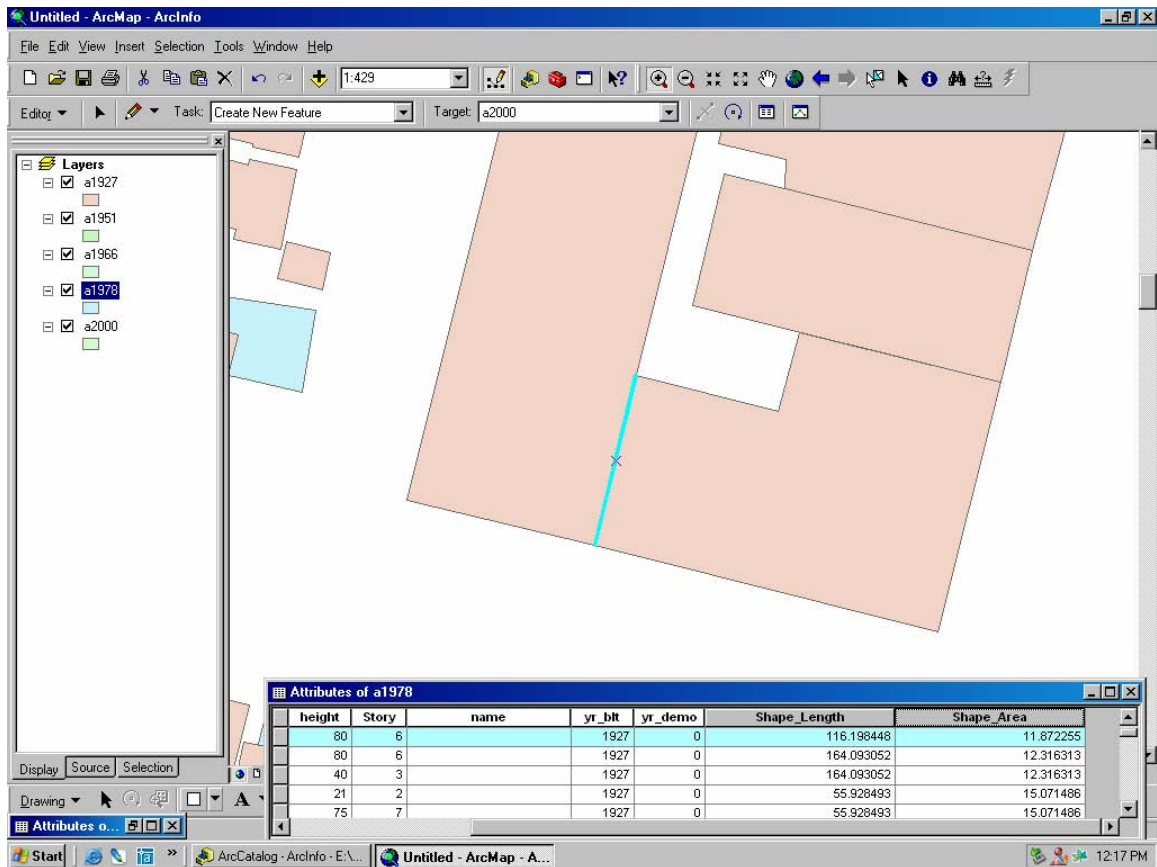 Untitled - ArcMap - ArcInfo
File Edit View Insert Selection Tools Window Help
1:429
Editor Task: Create New Feature Target: a2000
Layers
a1927
a1951
a1966
a1978
a2000
Display Source Selection
Drawing A
Attributes o...
Attributes of a1978
height Story name yr_blt yr_demo Shape_Length Shape_Area
80 6 1927 0 116.198448 11.872255
80 6 1927 0 164.093052 12.316313
40 3 1927 0 164.093052 12.316313
21 2 1927 0 55.928493 15.071486
75 7 1927 0 55.928493 15.071486
Start » ArcCatalog - ArcInfo - E:\... Untitled - ArcMap - A... 12:17 PM